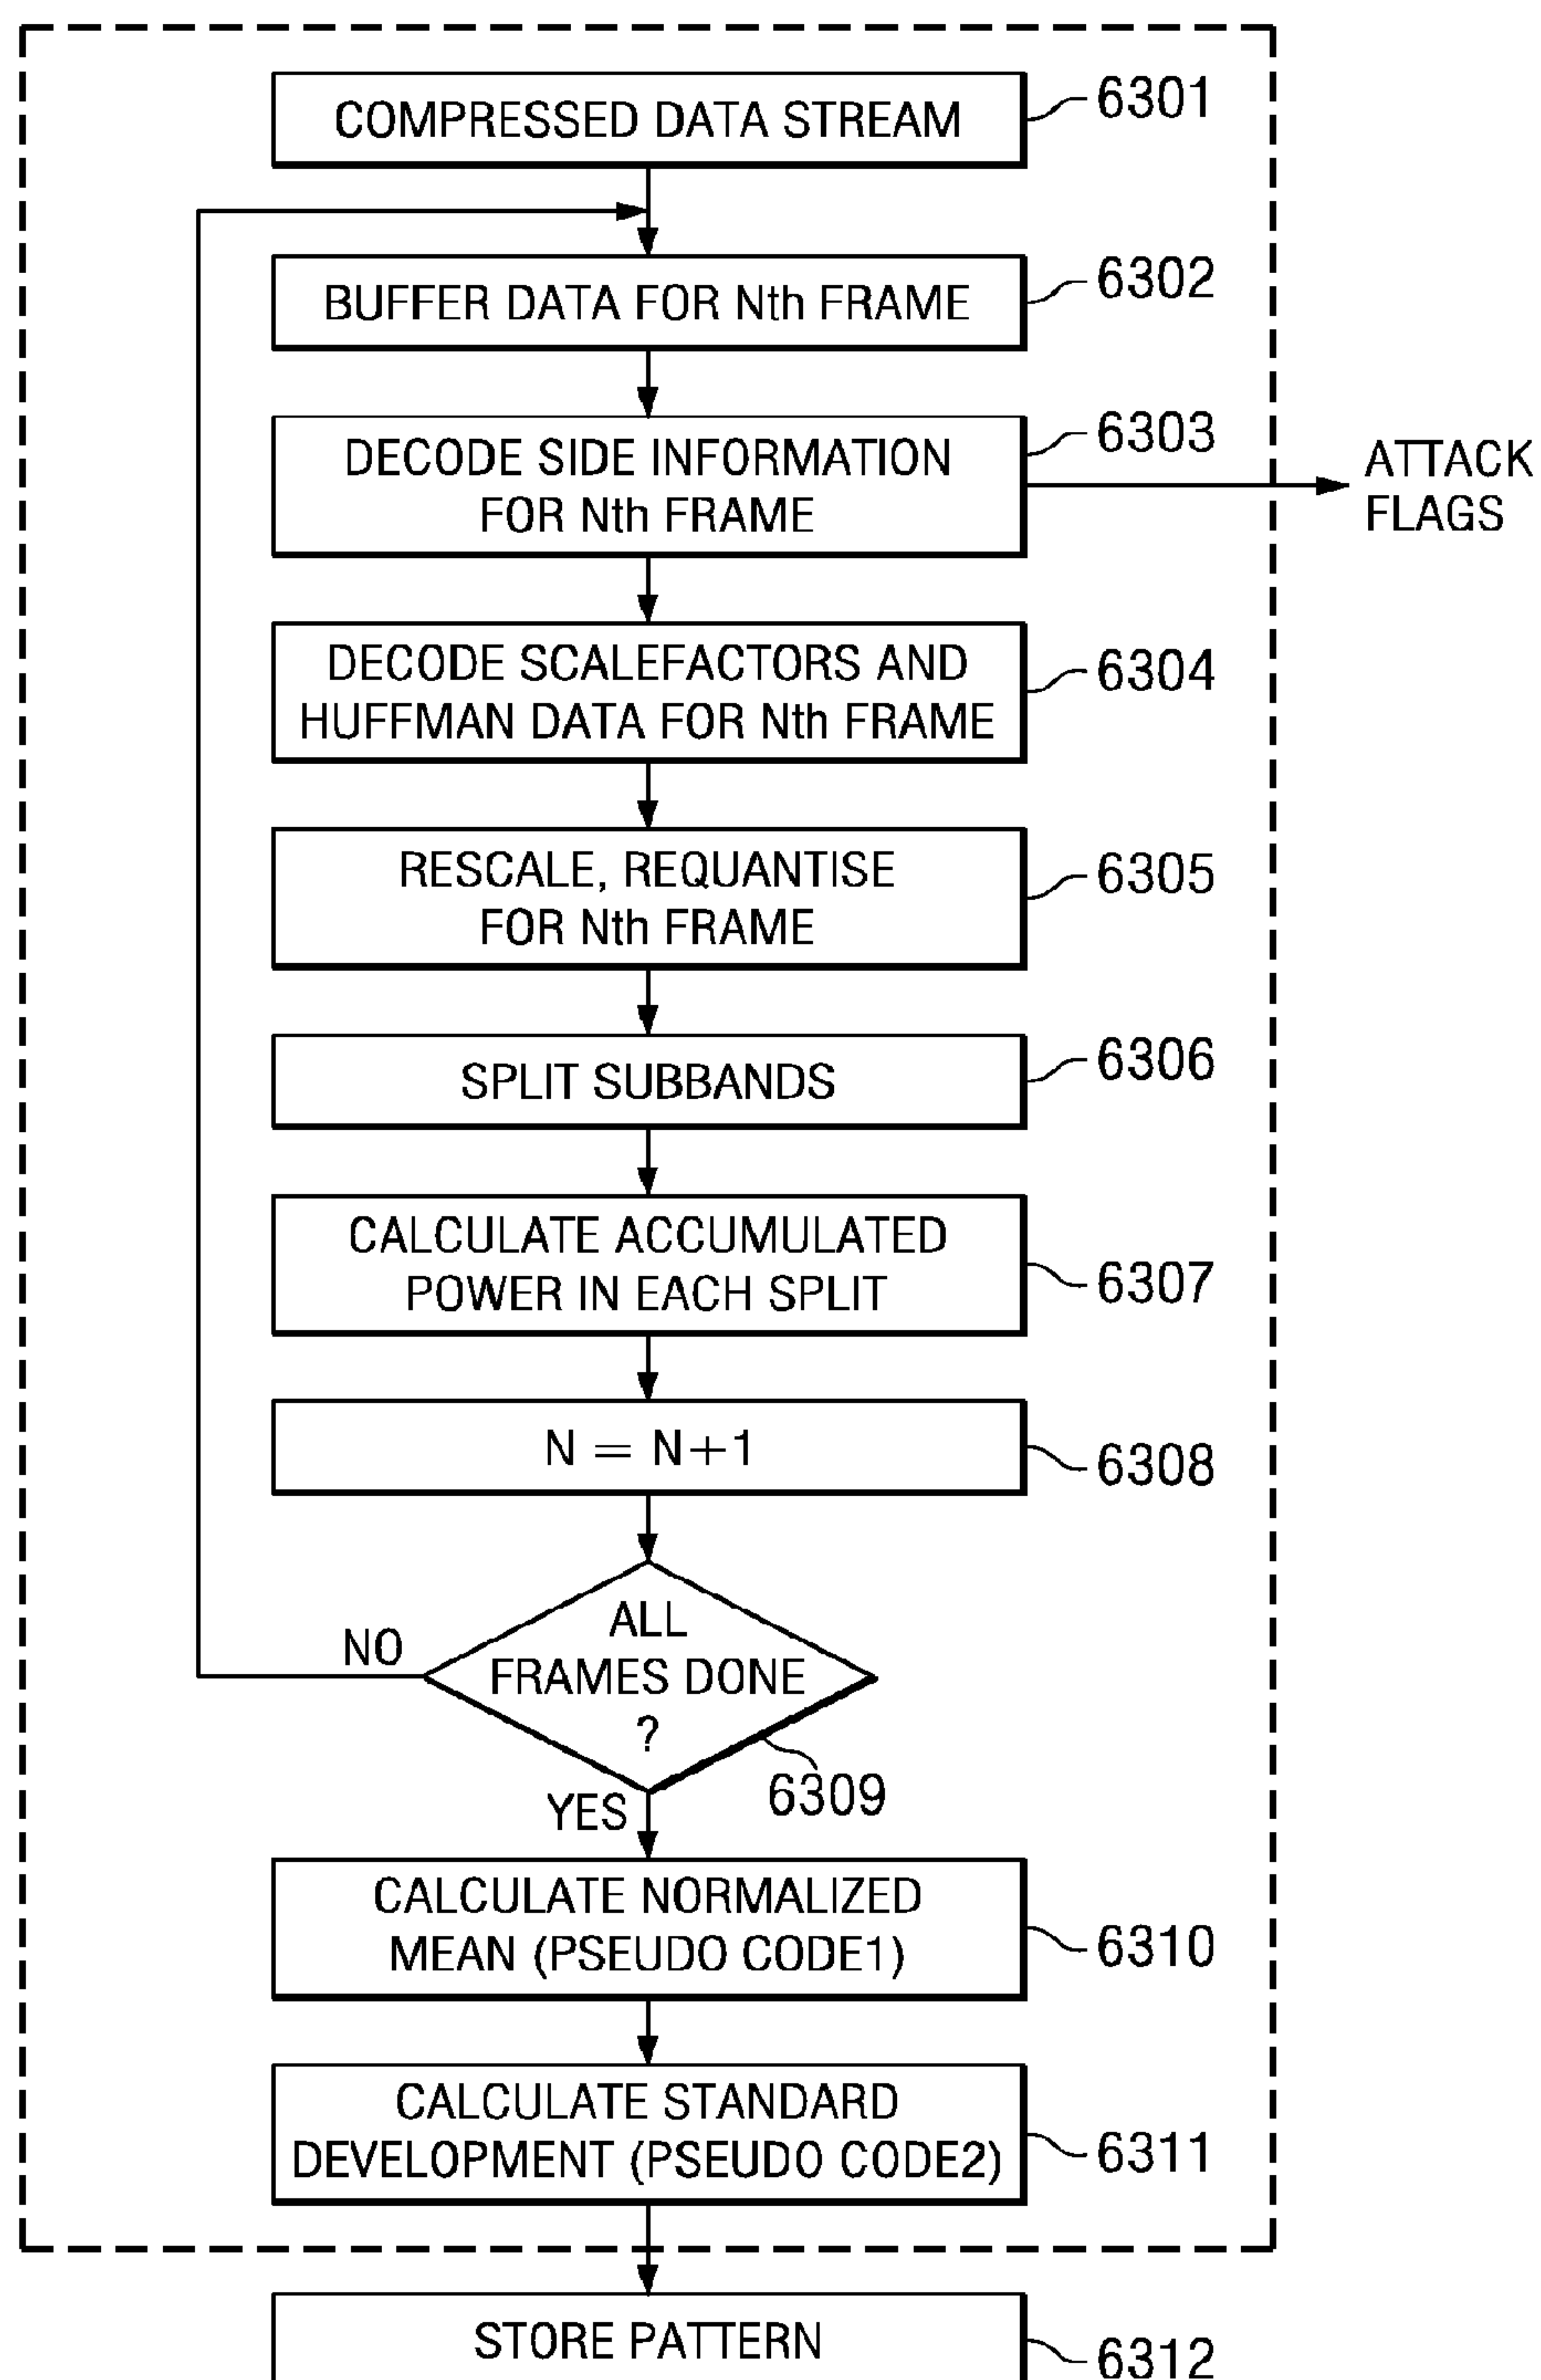 COMPRESSED DATA STREAM
6301
BUFFER DATA FOR Nth FRAME
6302
DECODE SIDE INFORMATION
FOR Nth FRAME
6303
ATTACK
FLAGS
DECODE SCALEFACTORS AND
HUFFMAN DATA FOR Nth FRAME
6304
RESCALE, REQUANTISE
FOR Nth FRAME
6305
SPLIT SUBBANDS
6306
CALCULATE ACCUMULATED
POWER IN EACH SPLIT
6307
N = N+1
6308
ALL
FRAMES DONE
?
NO
6309
YES
CALCULATE NORMALIZED
MEAN (PSEUDO CODE1)
6310
CALCULATE STANDARD
DEVELOPMENT (PSEUDO CODE2)
6311
STORE PATTERN
6312